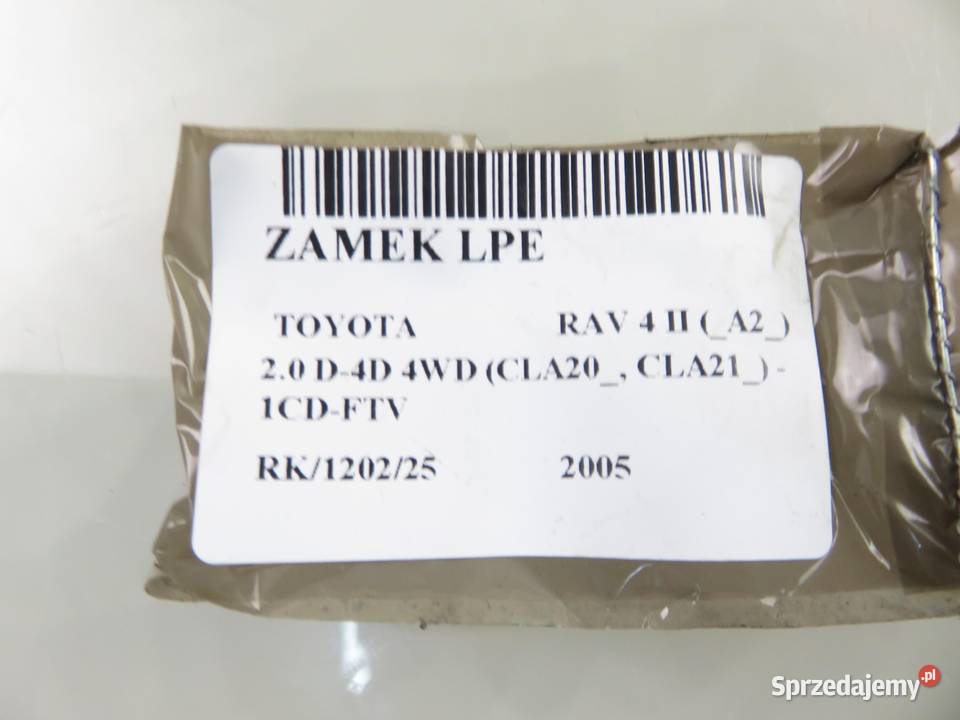 ZAMEK LPE
TOYOTA RAV 4 II (_A2_)
2.0 D-4D 4WD (CLA20_, CLA21_) -
1CD-FTV
RK/1202/25 2005
Sprzedajemy.pl